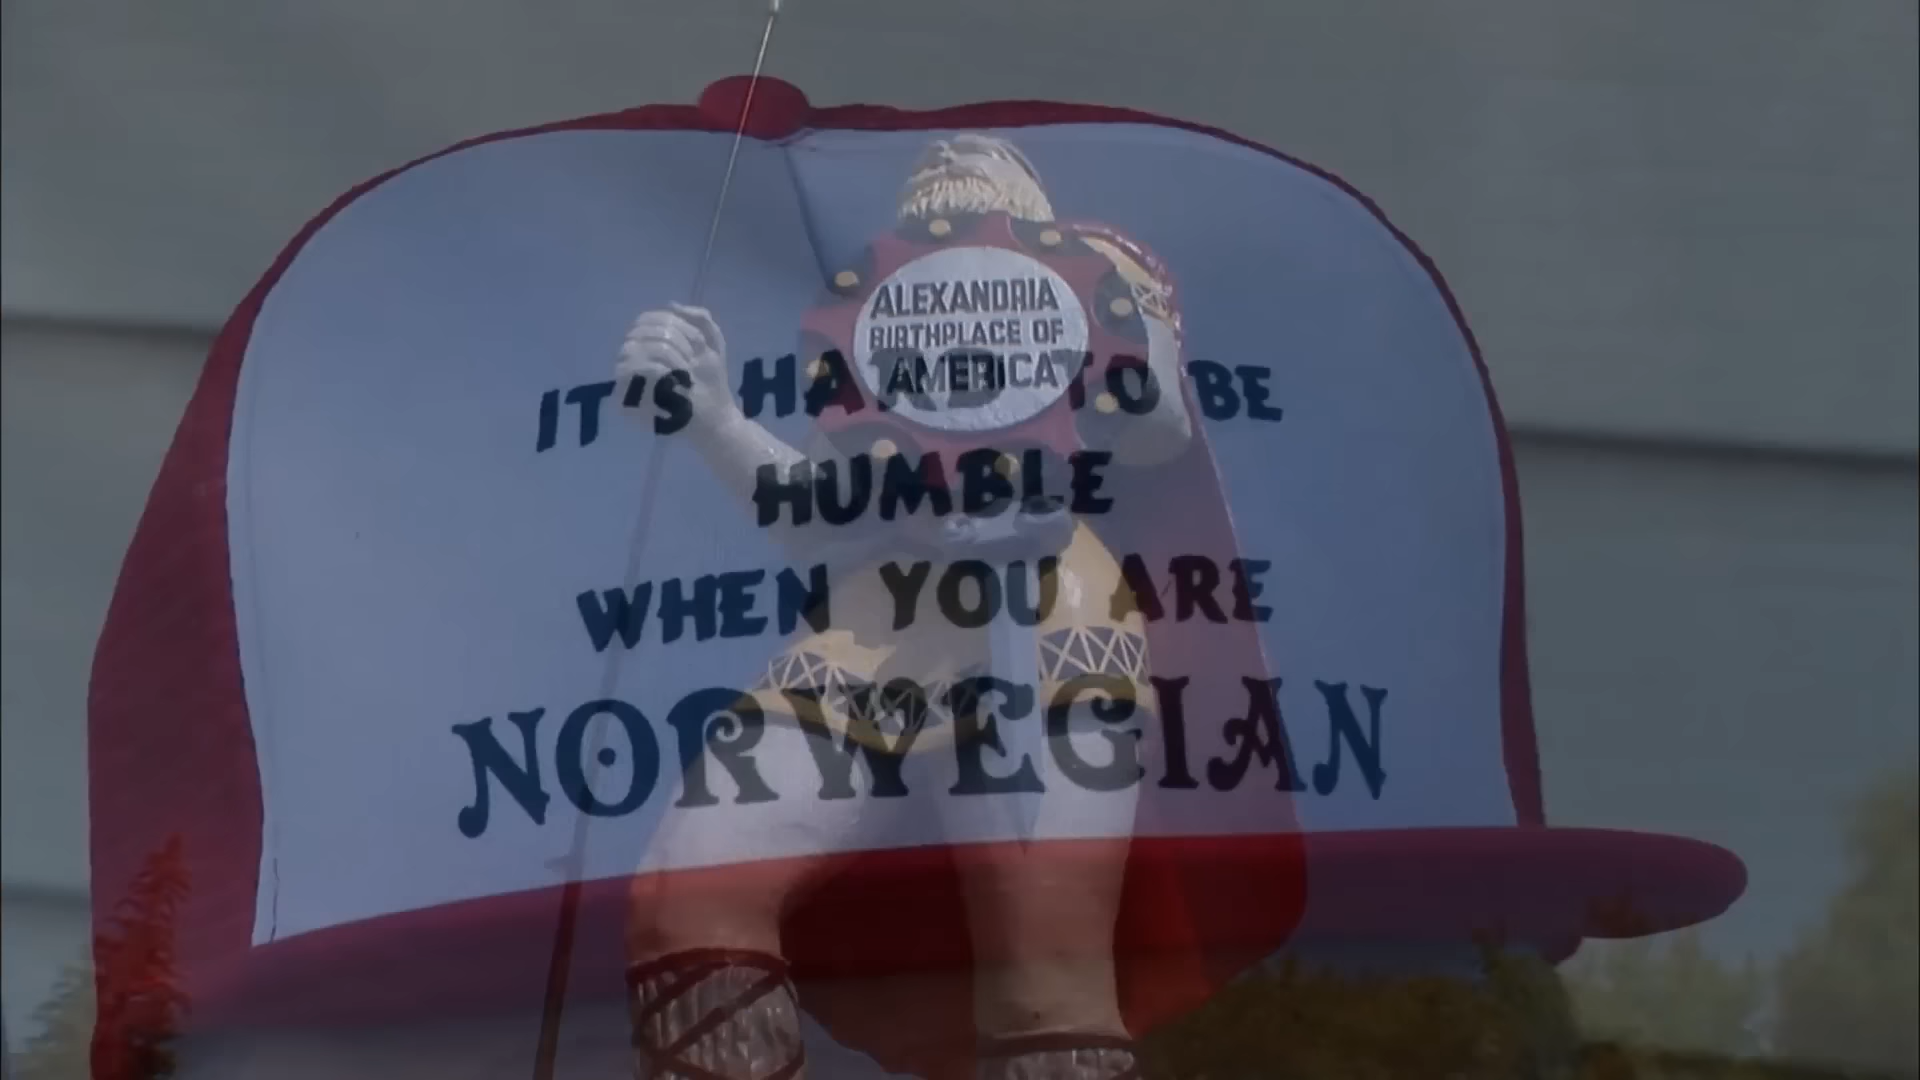 ALEXANDRIA
BIRTHPLACE OF
AMERICA
IT'S HARD TO BE
HUMBLE
WHEN YOU ARE
NORWEGIAN